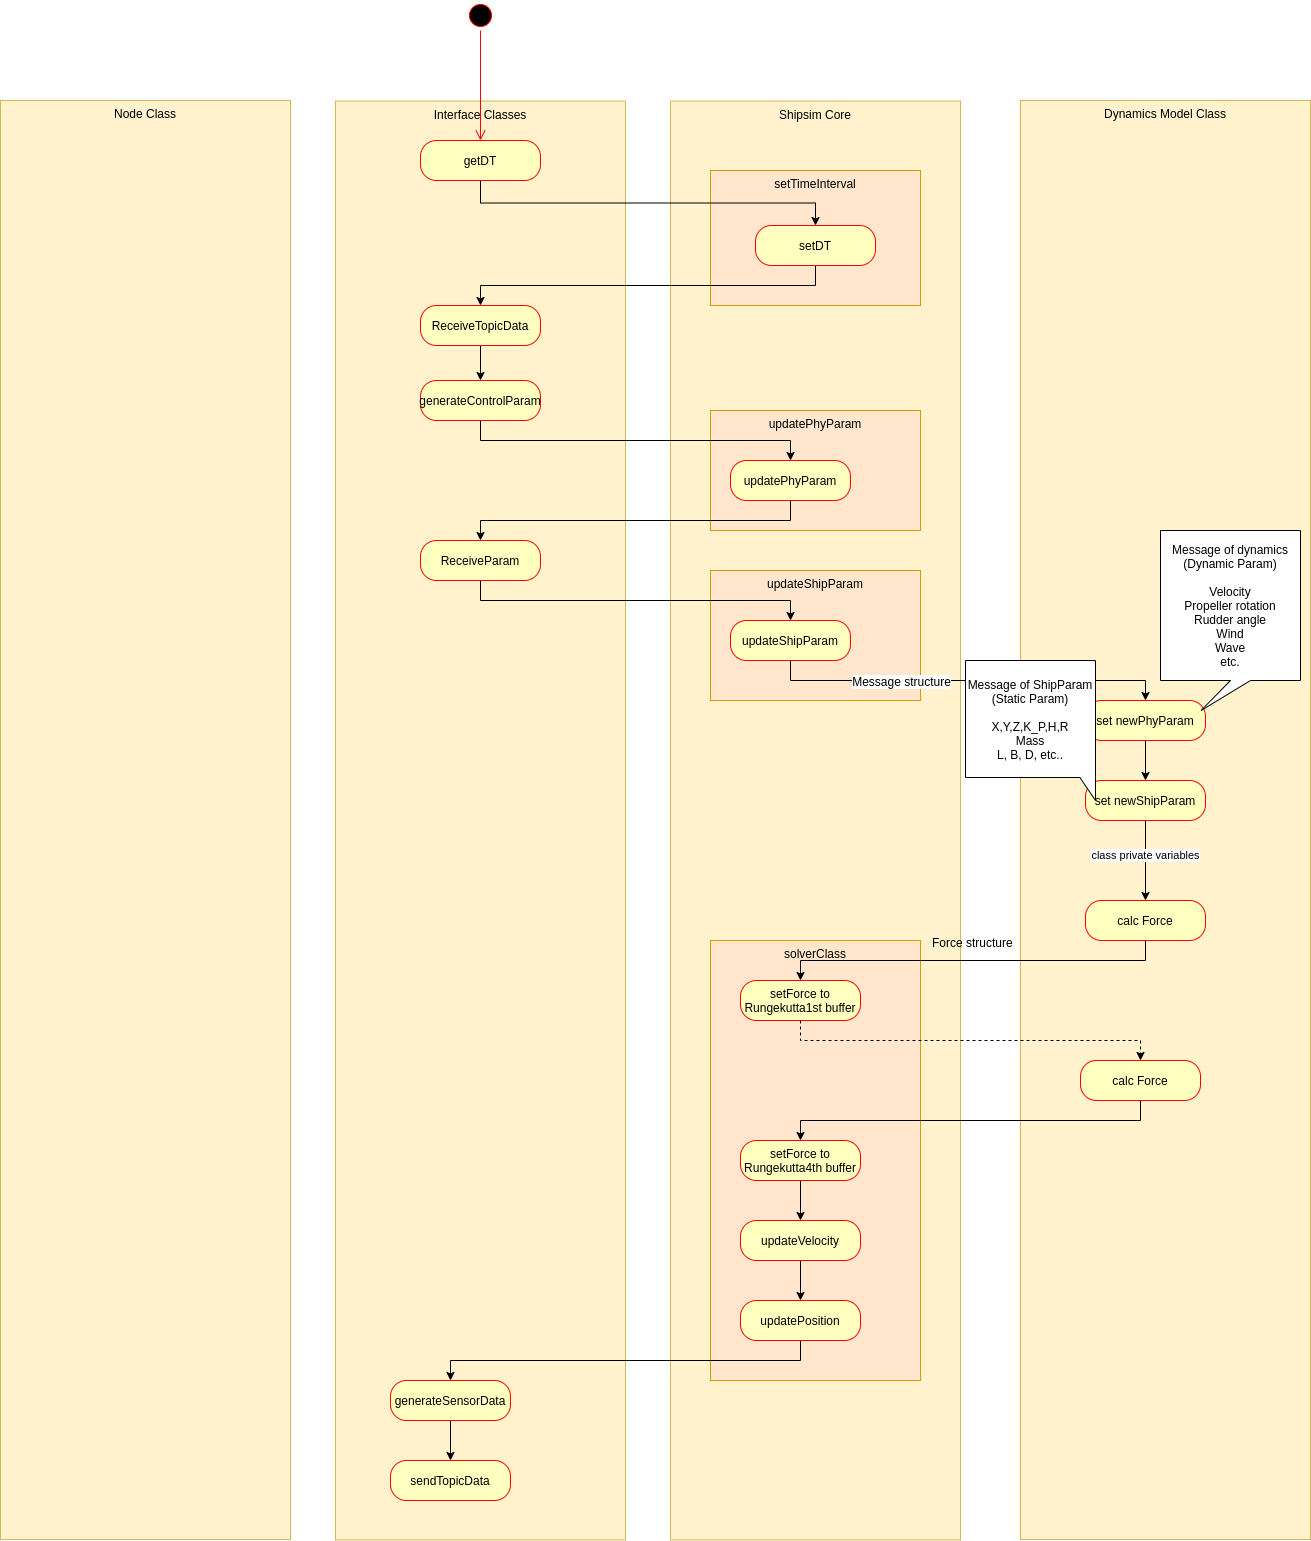 Node Class
Interface Classes
Shipsim Core
Dynamics Model Class
getDT
setTimeInterval
setDT
ReceiveTopicData
generateControlParam
updatePhyParam
updatePhyParam
ReceiveParam
updateShipParam
updateShipParam
Message structure
Message of dynamics
(Dynamic Param)
Velocity
Propeller rotation
Rudder angle
Wind
Wave
etc.
Message of ShipParam
(Static Param)
X,Y,Z,K_P,H,R
Mass
L, B, D, etc..
set newPhyParam
set newShipParam
class private variables
calc Force
Force structure
solverClass
setForce to
Rungekutta1st buffer
calc Force
setForce to
Rungekutta4th buffer
updateVelocity
updatePosition
generateSensorData
sendTopicData